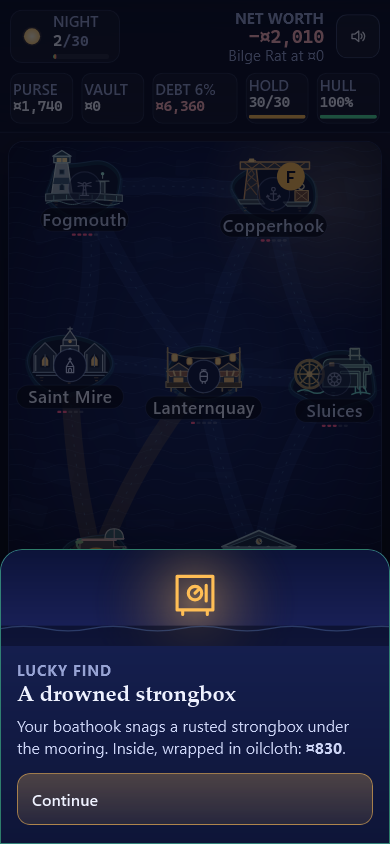 NIGHT
2/30
NET WORTH
−¤2,010
Bilge Rat at ¤0
PURSE
¤1,740
VAULT
¤0
DEBT 6%
¤6,360
HOLD
30/30
HULL
100%
F
Fogmouth
Copperhook
Saint Mire
Lanternquay
Sluices
LUCKY FIND
A drowned strongbox
Your boathook snags a rusted strongbox under
the mooring. Inside, wrapped in oilcloth: ¤830.
Continue